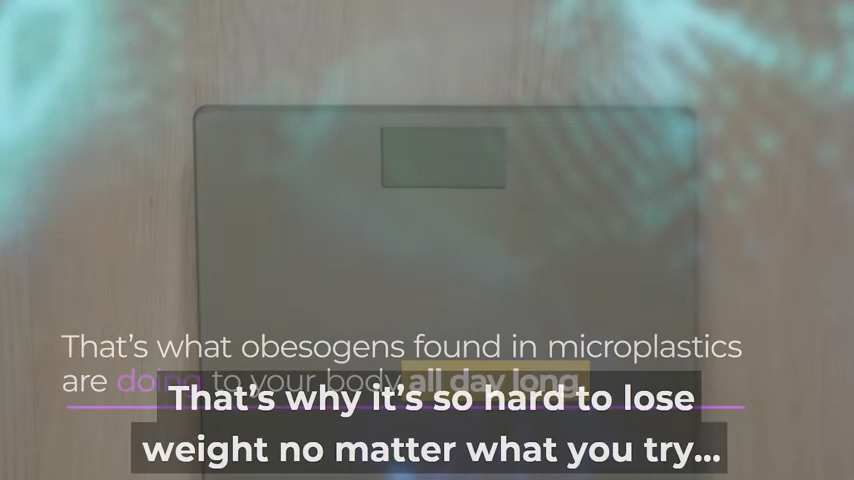 That's what obesogens found in microplastics
are doing to your body all day long
That's why it's so hard to lose
weight no matter what you try...